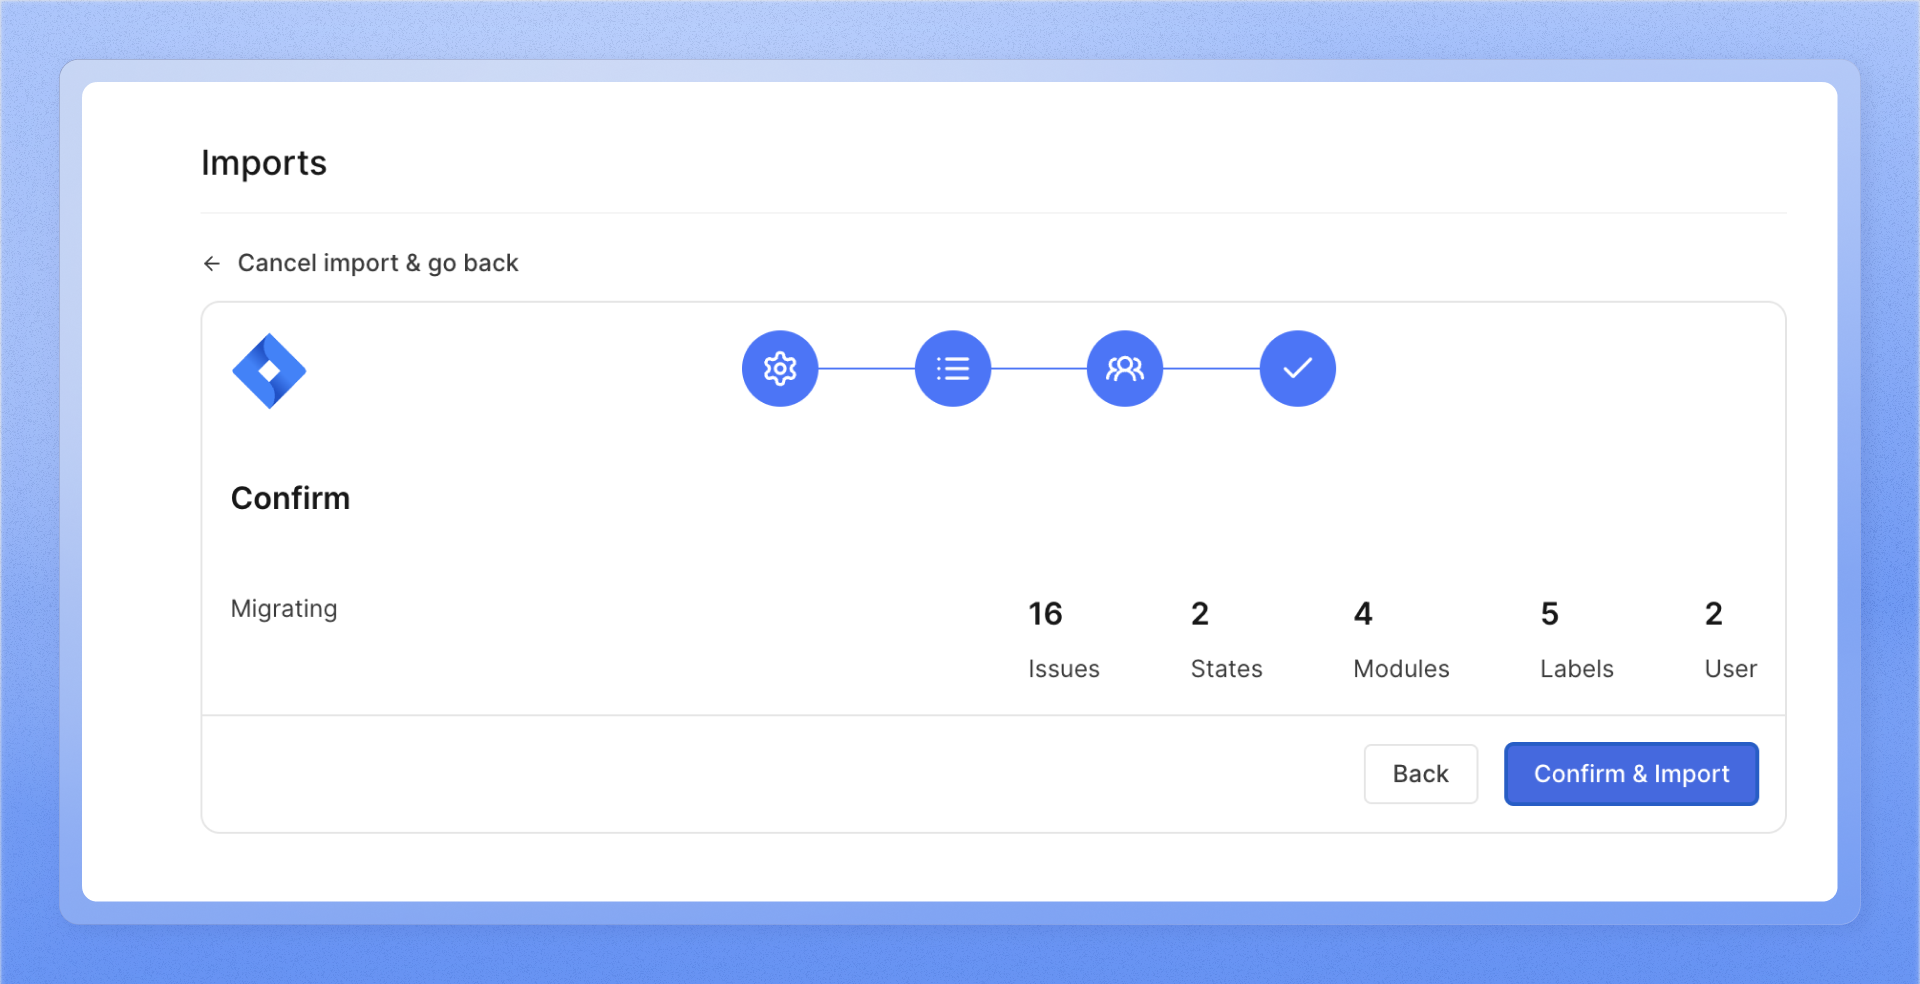 Imports
Cancel import & go back
Confirm
Migrating
16 2 4 5 2
Issues States Modules Labels User
Back Confirm & Import